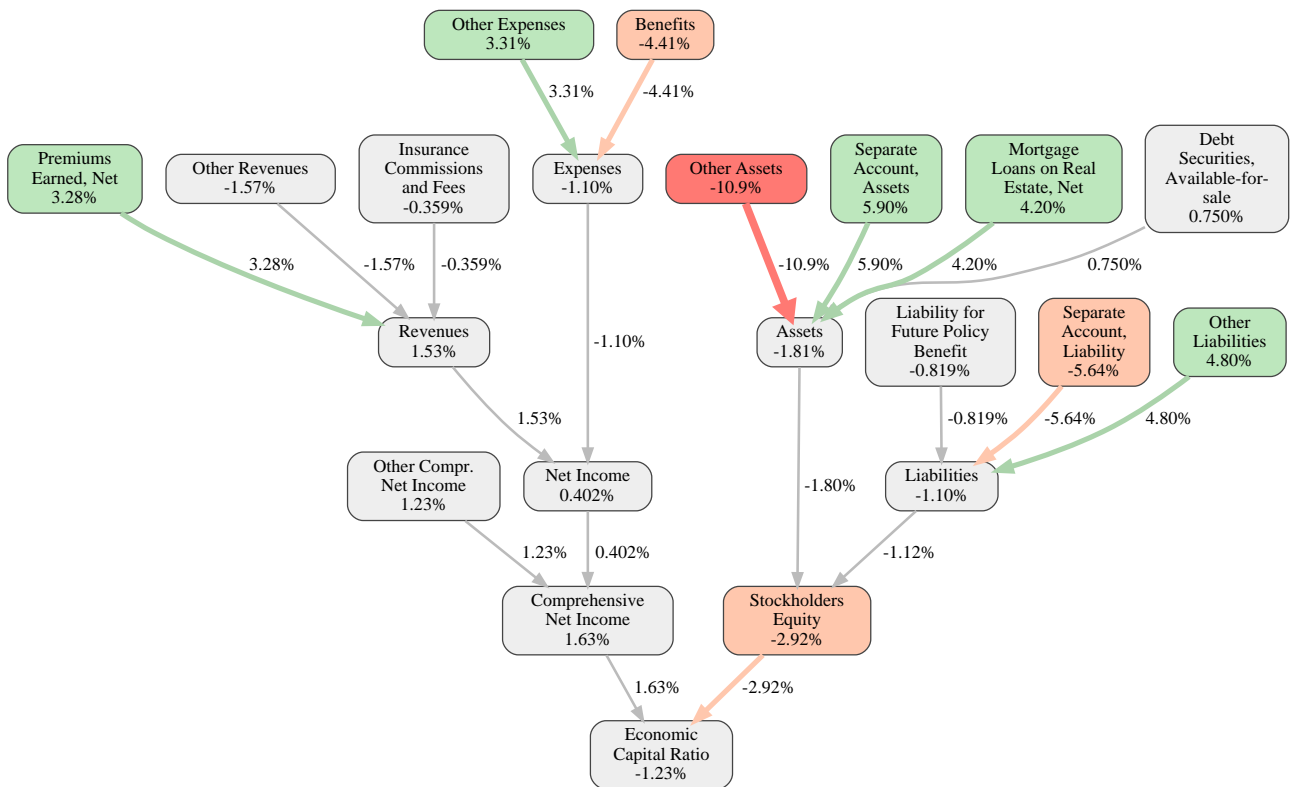 Other Expenses
3.31%
Benefits
-4.41%
3.31%
-4.41%
Premiums
Earned, Net
3.28%
Other Revenues
-1.57%
Insurance
Commissions
and Fees
-0.359%
Expenses
-1.10%
Other Assets
-10.9%
Separate
Account,
Assets
5.90%
Mortgage
Loans on Real
Estate, Net
4.20%
Debt
Securities,
Available-for-
sale
0.750%
3.28%
-1.57%
-0.359%
-10.9%
5.90%
4.20%
0.750%
Revenues
1.53%
-1.10%
Assets
-1.81%
Liability for
Future Policy
Benefit
-0.819%
Separate
Account,
Liability
-5.64%
Other
Liabilities
4.80%
1.53%
-0.819%
-5.64%
4.80%
Other Compr.
Net Income
1.23%
Net Income
0.402%
-1.80%
Liabilities
-1.10%
1.23%
0.402%
-1.12%
Comprehensive
Net Income
1.63%
Stockholders
Equity
-2.92%
1.63%
-2.92%
Economic
Capital Ratio
-1.23%